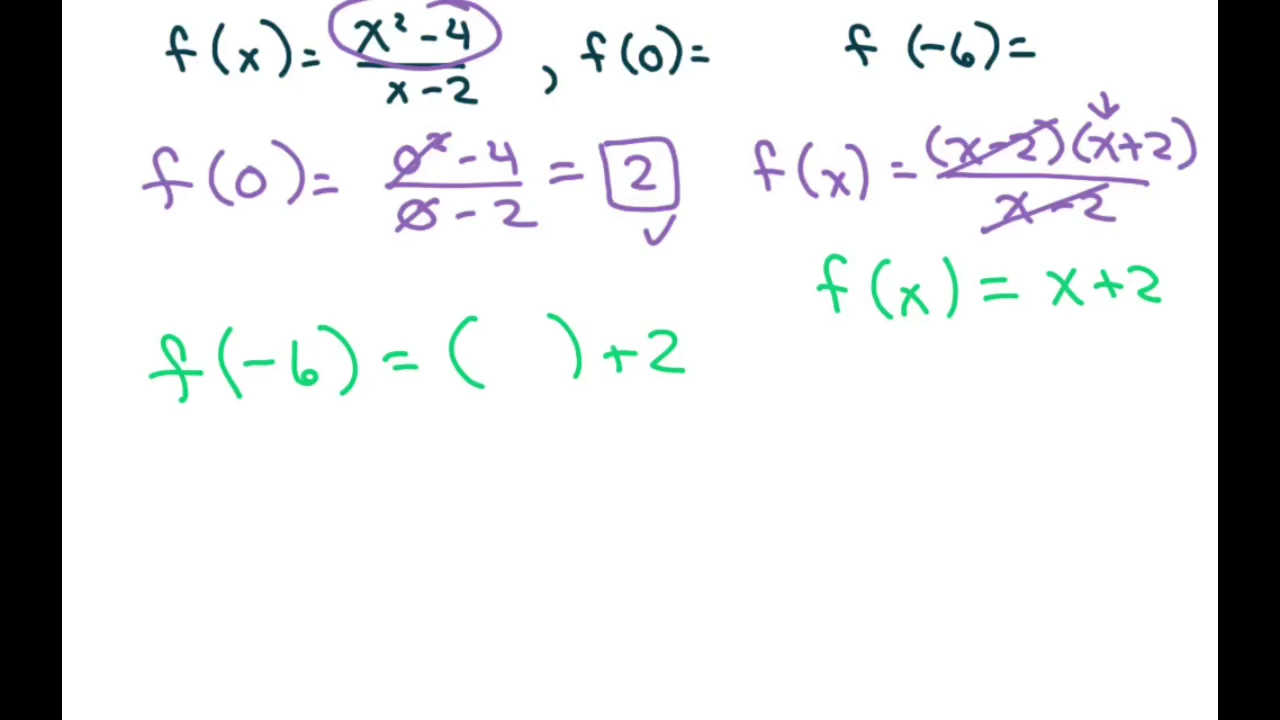 f(x) = x² - 4 / x - 2 , f(0) = f(-6) =
f(0) = 0² - 4 / 0 - 2 = 2 ✓ f(x) = (x - 2)(x + 2) / x - 2
f(x) = x + 2
f(-6) = ( ) + 2